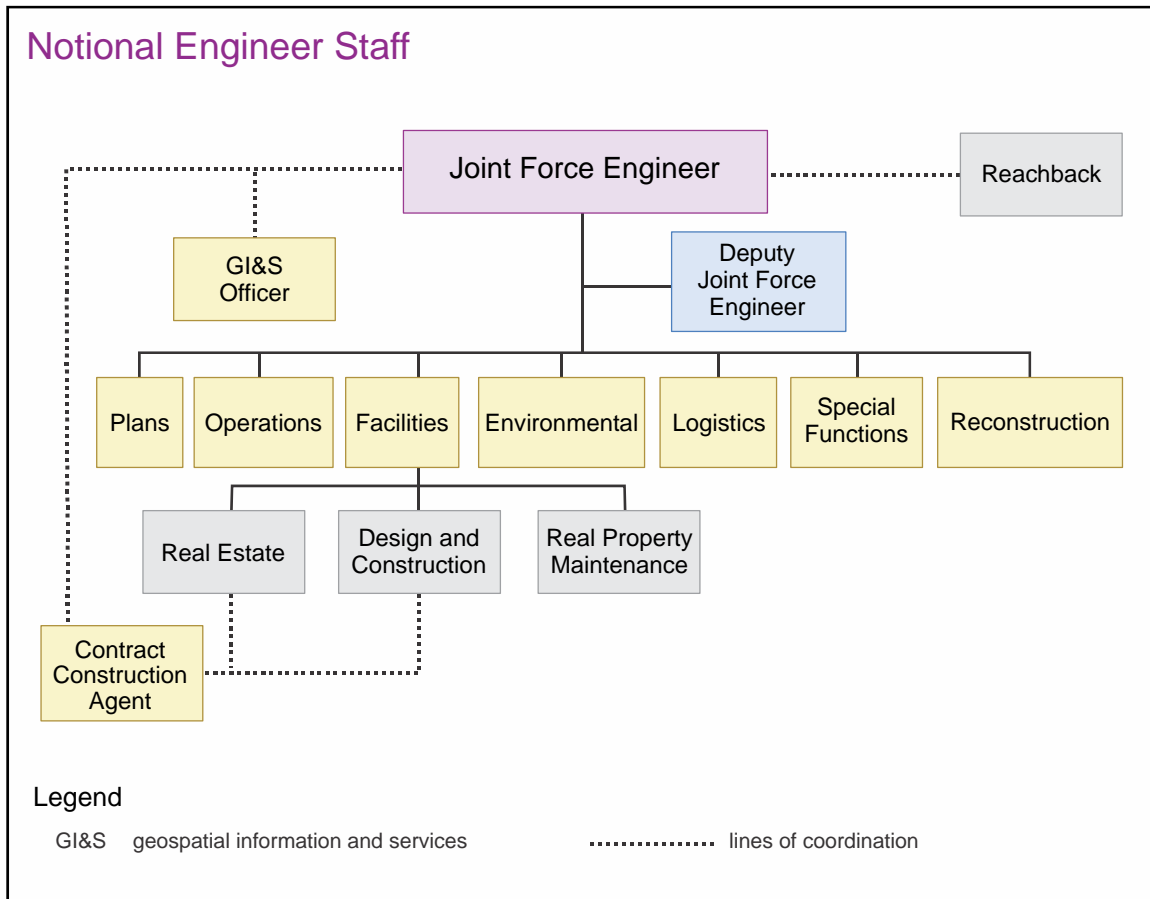 Notional Engineer Staff
Joint Force Engineer
Reachback
GI&S
Officer
Deputy
Joint Force
Engineer
Plans
Operations
Facilities
Environmental
Logistics
Special
Functions
Reconstruction
Real Estate
Design and
Construction
Real Property
Maintenance
Contract
Construction
Agent
Legend
GI&S geospatial information and services
lines of coordination